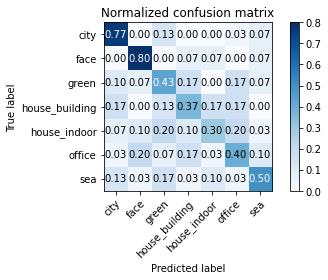 Normalized confusion matrix
city 0.77 0.00 0.13 0.00 0.00 0.03 0.07
face 0.00 0.80 0.00 0.07 0.07 0.00 0.07
green 0.10 0.07 0.43 0.17 0.00 0.17 0.07
house_building 0.17 0.00 0.13 0.37 0.17 0.17 0.00
house_indoor 0.07 0.10 0.20 0.10 0.30 0.20 0.03
office 0.03 0.20 0.07 0.17 0.03 0.40 0.10
sea 0.13 0.03 0.17 0.03 0.10 0.03 0.50
True label
city face green house_building house_indoor office sea
Predicted label
0.8
0.7
0.6
0.5
0.4
0.3
0.2
0.1
0.0